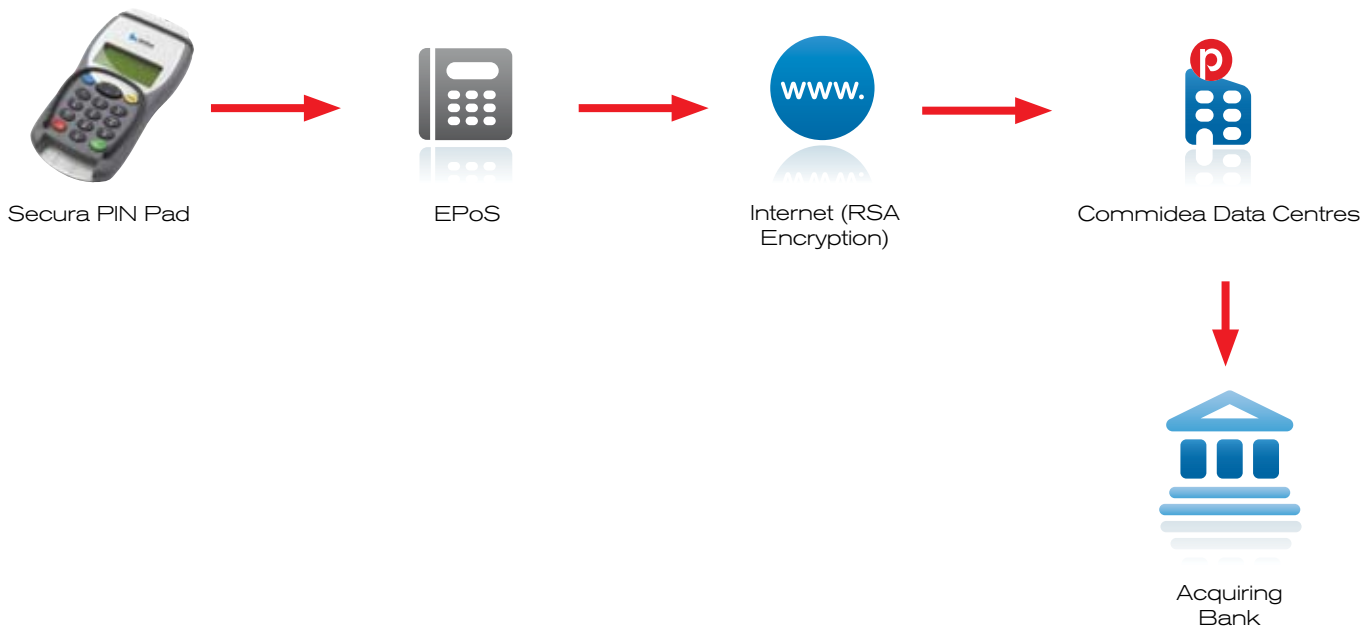 Secura PIN Pad
EPoS
www.
Internet (RSA
Encryption)
p
Commidea Data Centres
Acquiring
Bank